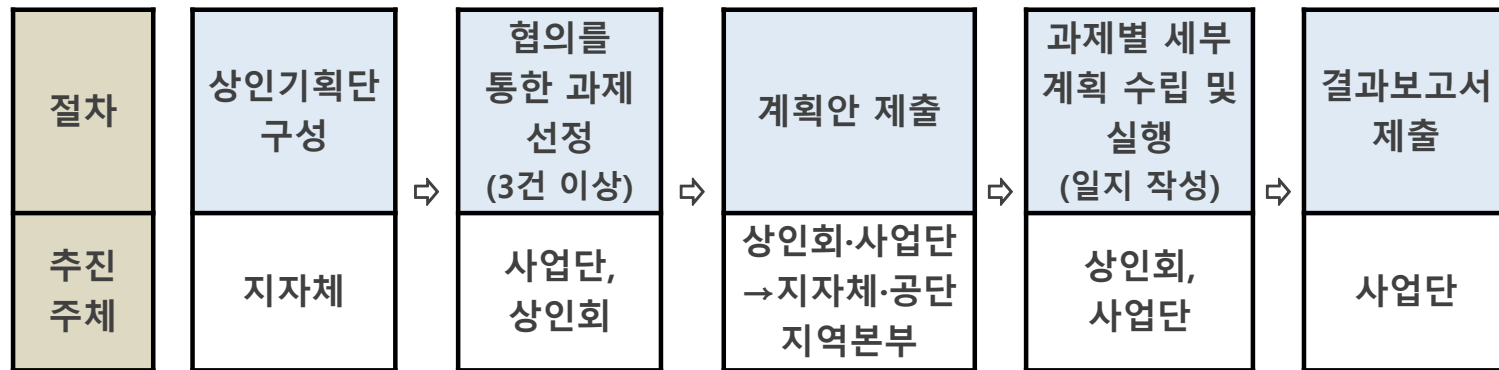 절차
상인기획단
구성
⇨
협의를
통한 과제
선정
(3건 이상)
⇨
계획안 제출
⇨
과제별 세부
계획 수립 및
실행
(일지 작성)
⇨
결과보고서
제출
추진
주체
지자체
사업단,
상인회
상인회·사업단
→지자체·공단
지역본부
상인회,
사업단
사업단